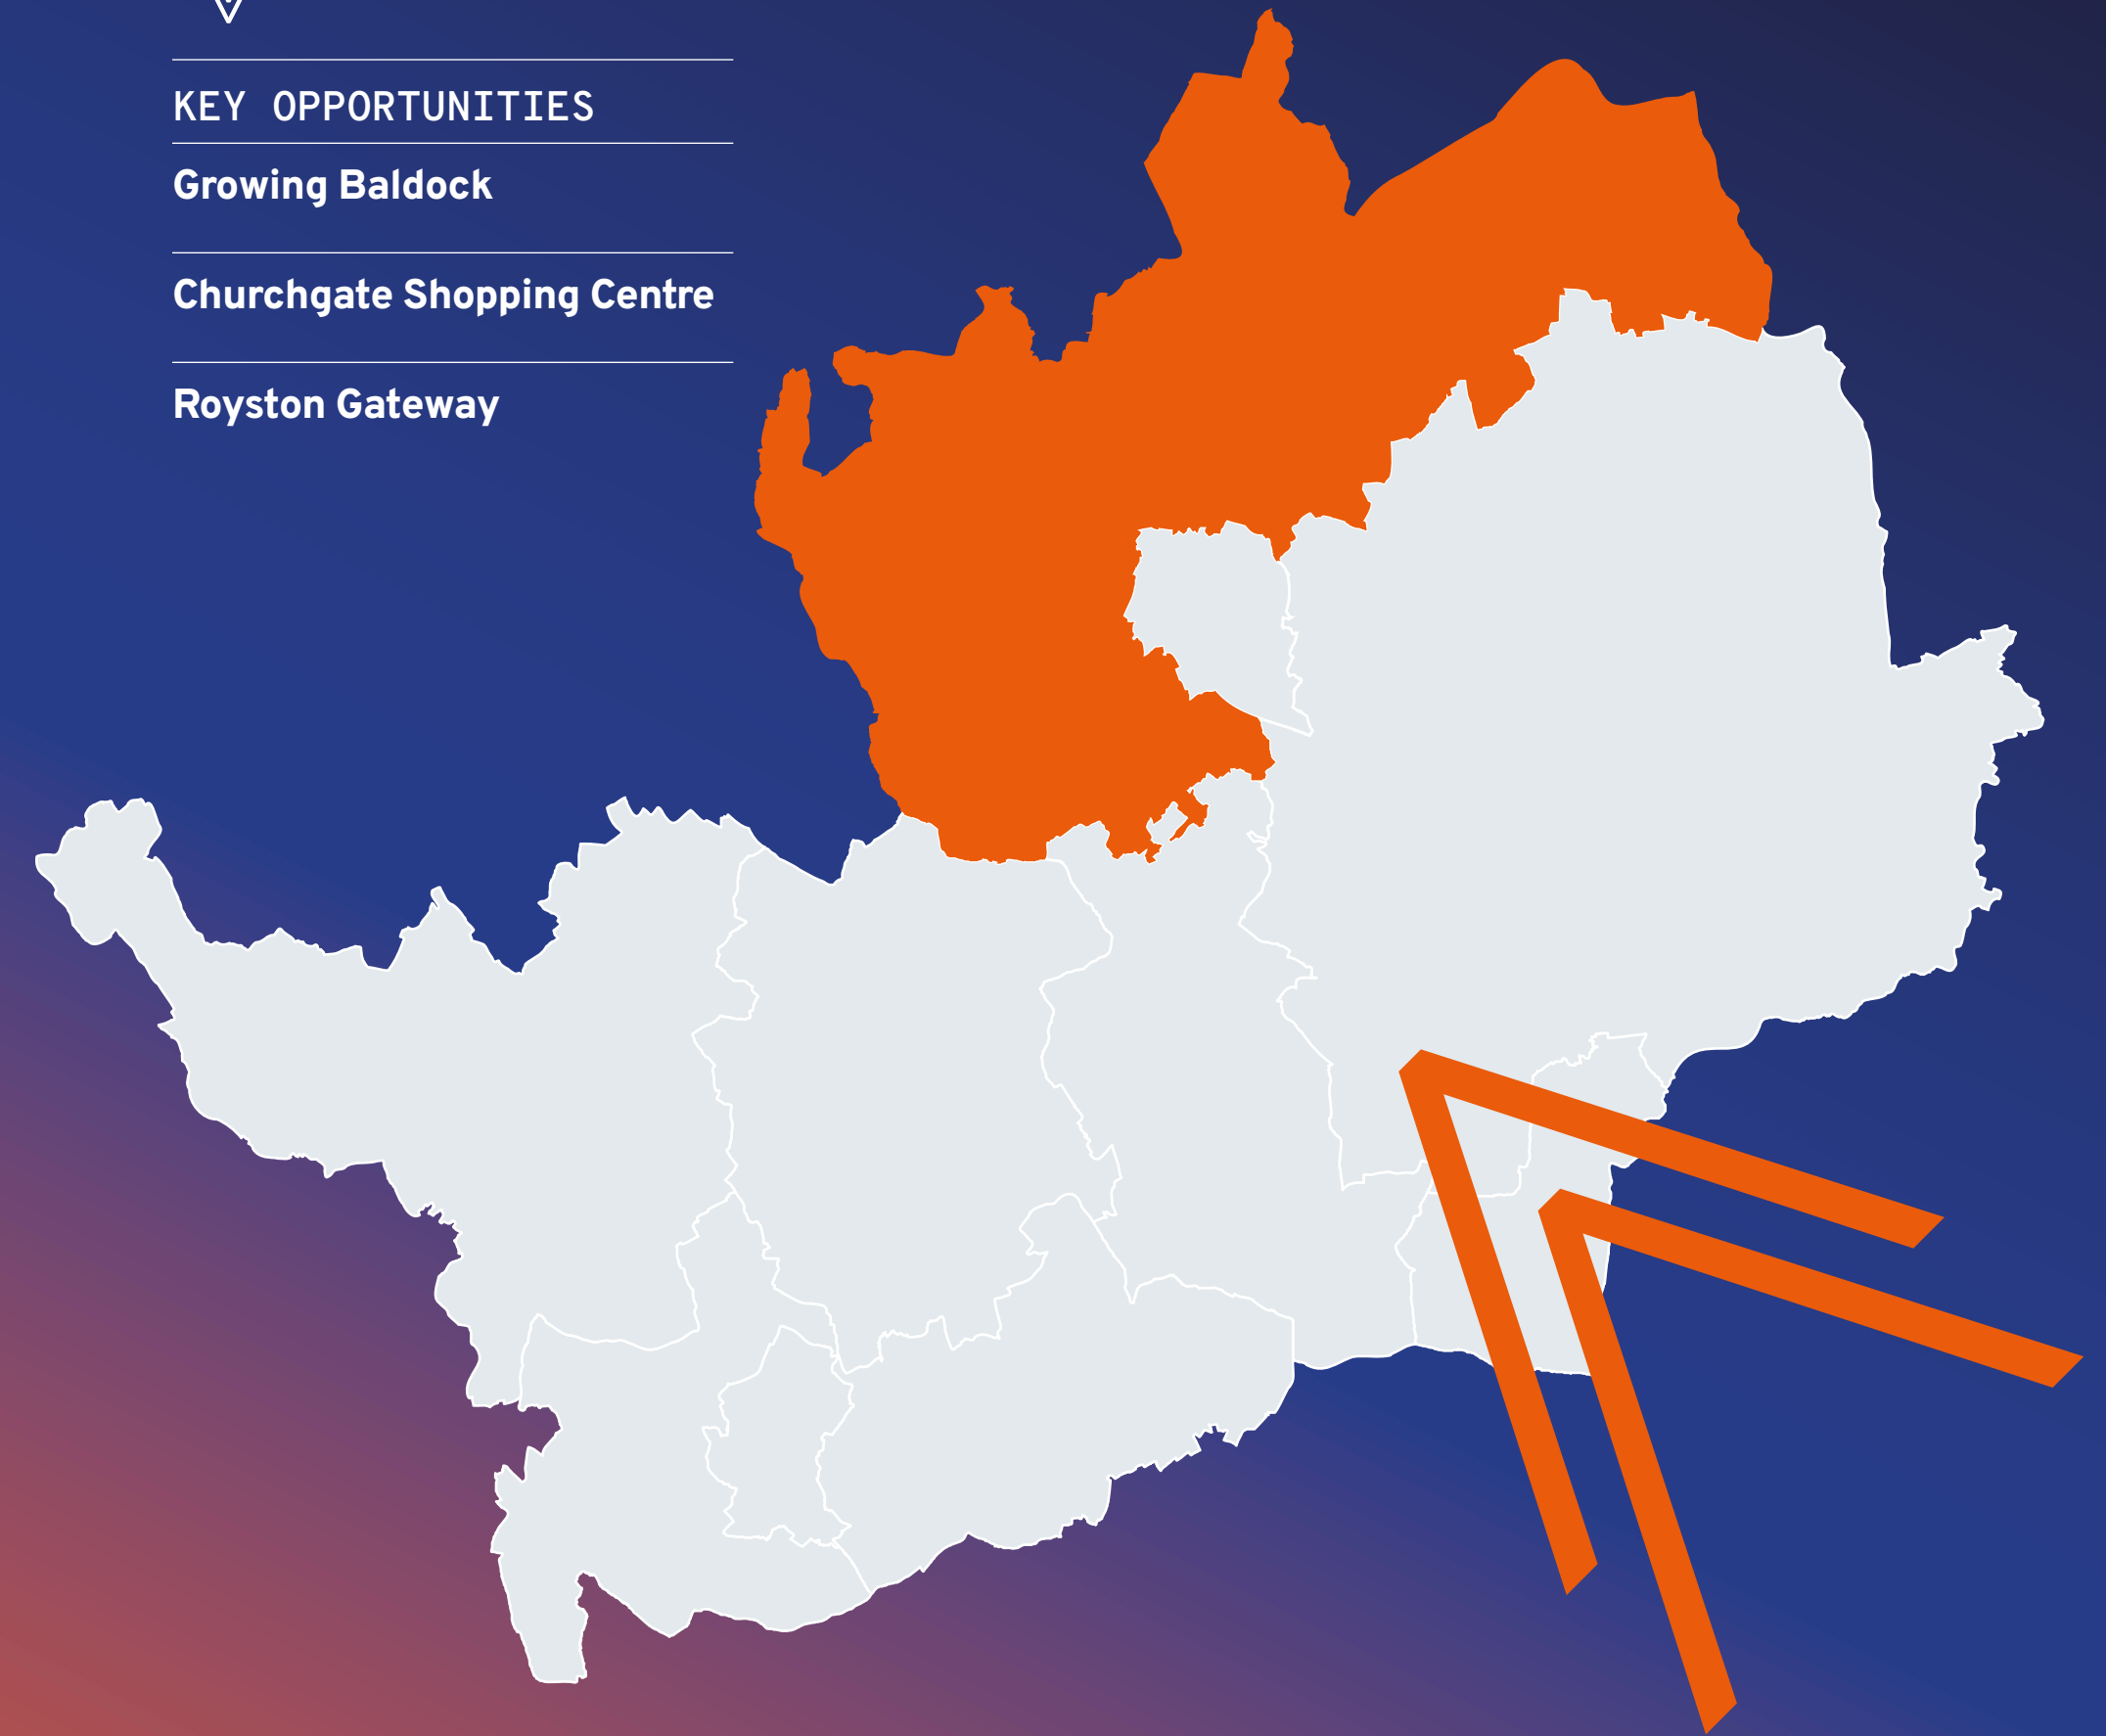 KEY OPPORTUNITIES
Growing Baldock
Churchgate Shopping Centre
Royston Gateway